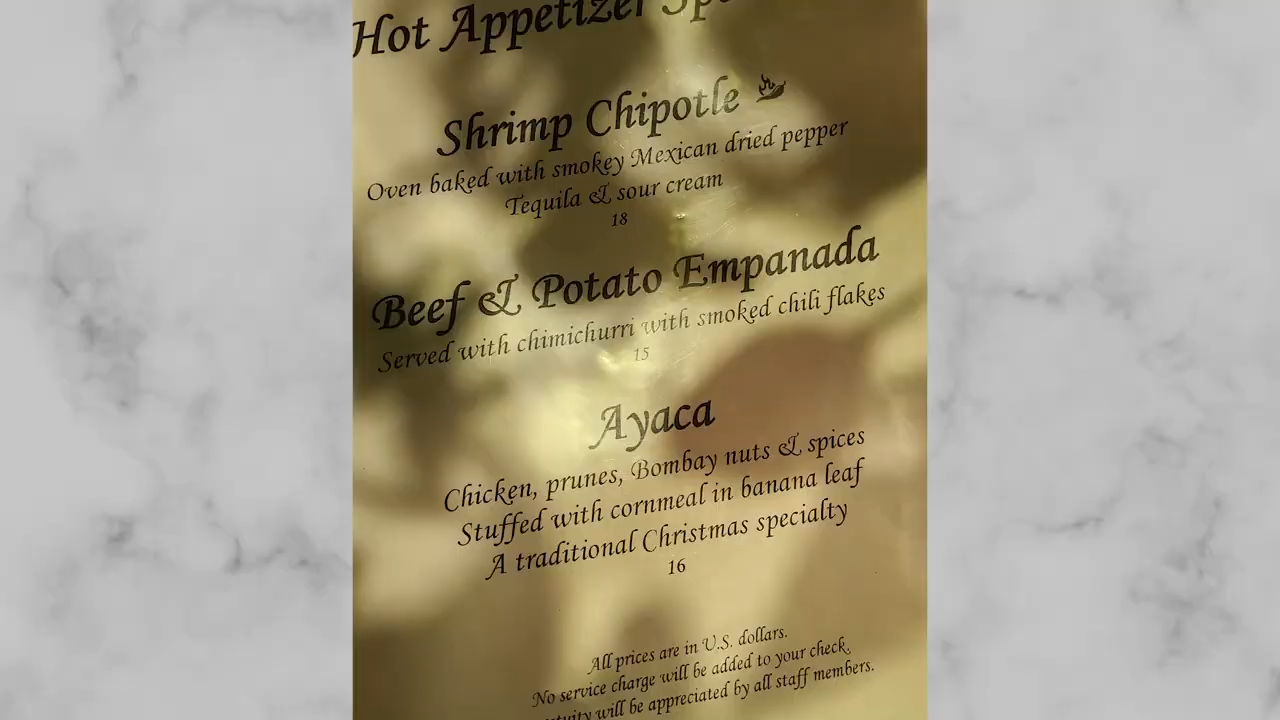 Hot Appetizer
Shrimp Chipotle
Oven baked with smokey Mexican dried pepper
Tequila & sour cream
18
Beef & Potato Empanada
Served with chimichurri with smoked chili flakes
15
Ayaca
Chicken, prunes, Bombay nuts & spices
Stuffed with cornmeal in banana leaf
A traditional Christmas specialty
16
All prices are in U.S. dollars.
No service charge will be added to your check,
will be appreciated by all staff members.